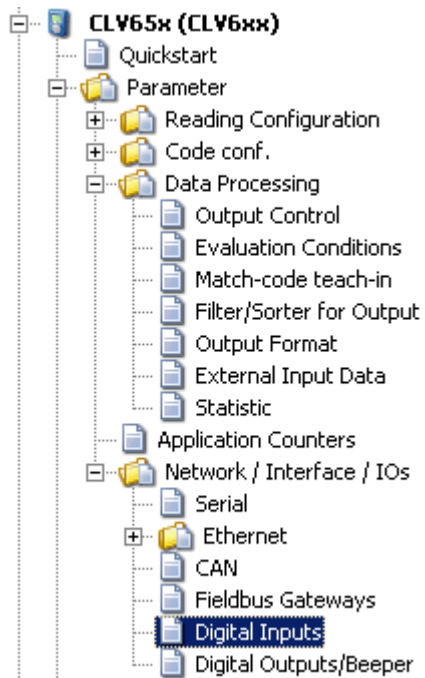 CLV65x (CLV6xx)
Quickstart
Parameter
Reading Configuration
Code conf.
Data Processing
Output Control
Evaluation Conditions
Match-code teach-in
Filter/Sorter for Output
Output Format
External Input Data
Statistic
Application Counters
Network / Interface / IOs
Serial
Ethernet
CAN
Fieldbus Gateways
Digital Inputs
Digital Outputs/Beeper